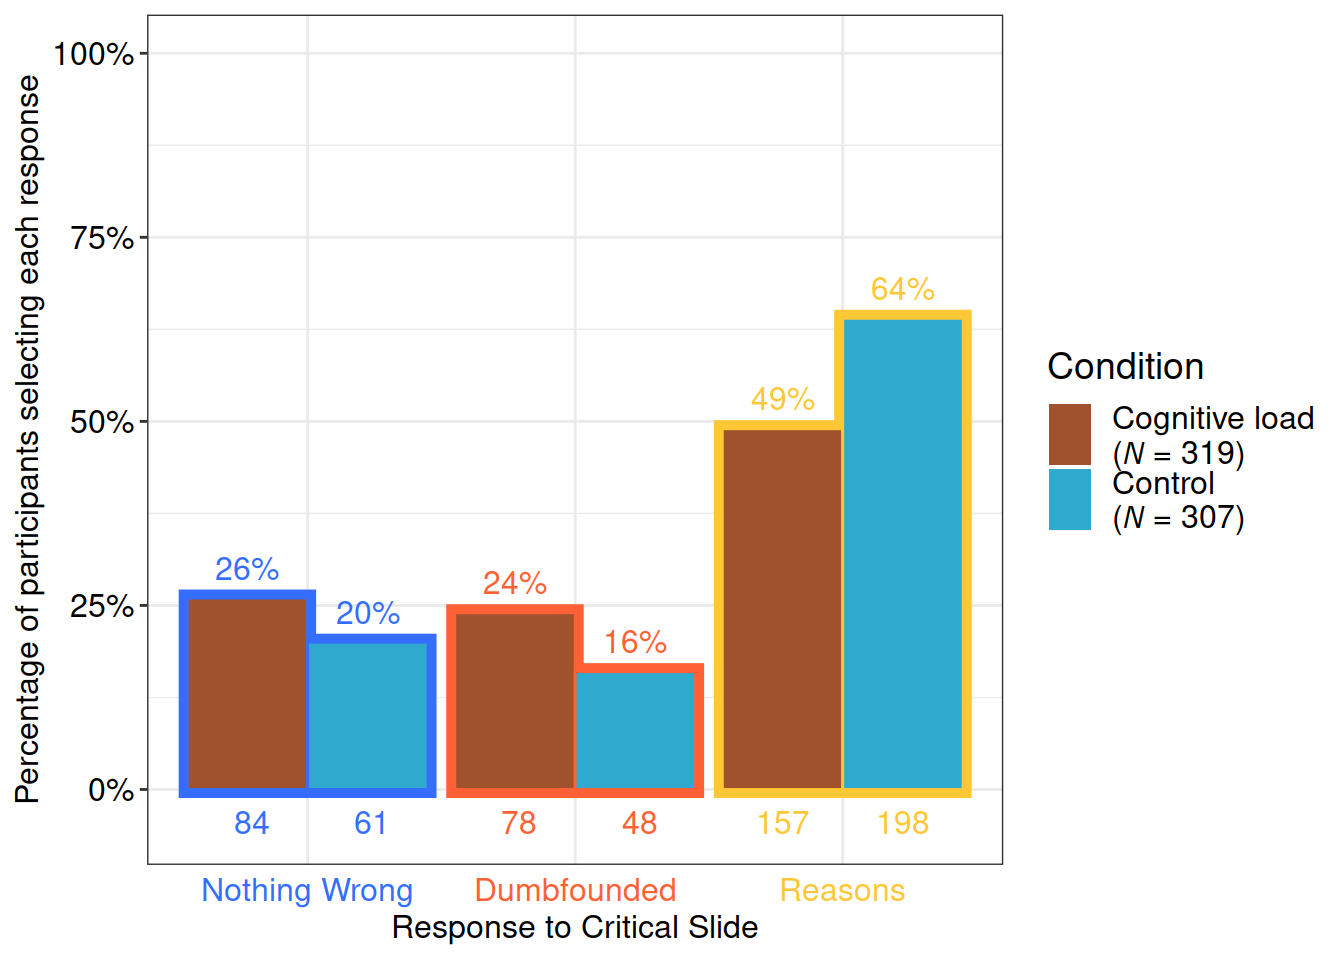 Percentage of participants selecting each response
100%
75%
50%
25%
0%
26%
20%
24%
16%
49%
64%
84
61
78
48
157
198
Nothing Wrong
Dumbfounded
Reasons
Response to Critical Slide
Condition
Cognitive load
(N = 319)
Control
(N = 307)